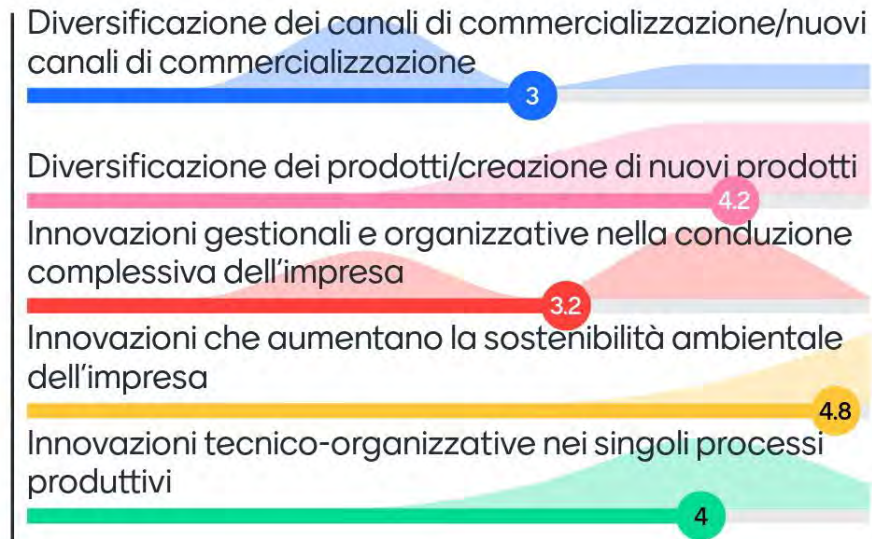 Diversificazione dei canali di commercializzazione/nuovi
canali di commercializzazione
3
Diversificazione dei prodotti/creazione di nuovi prodotti
4.2
Innovazioni gestionali e organizzative nella conduzione
complessiva dell'impresa
3.2
Innovazioni che aumentano la sostenibilità ambientale
dell'impresa
4.8
Innovazioni tecnico-organizzative nei singoli processi
produttivi
4